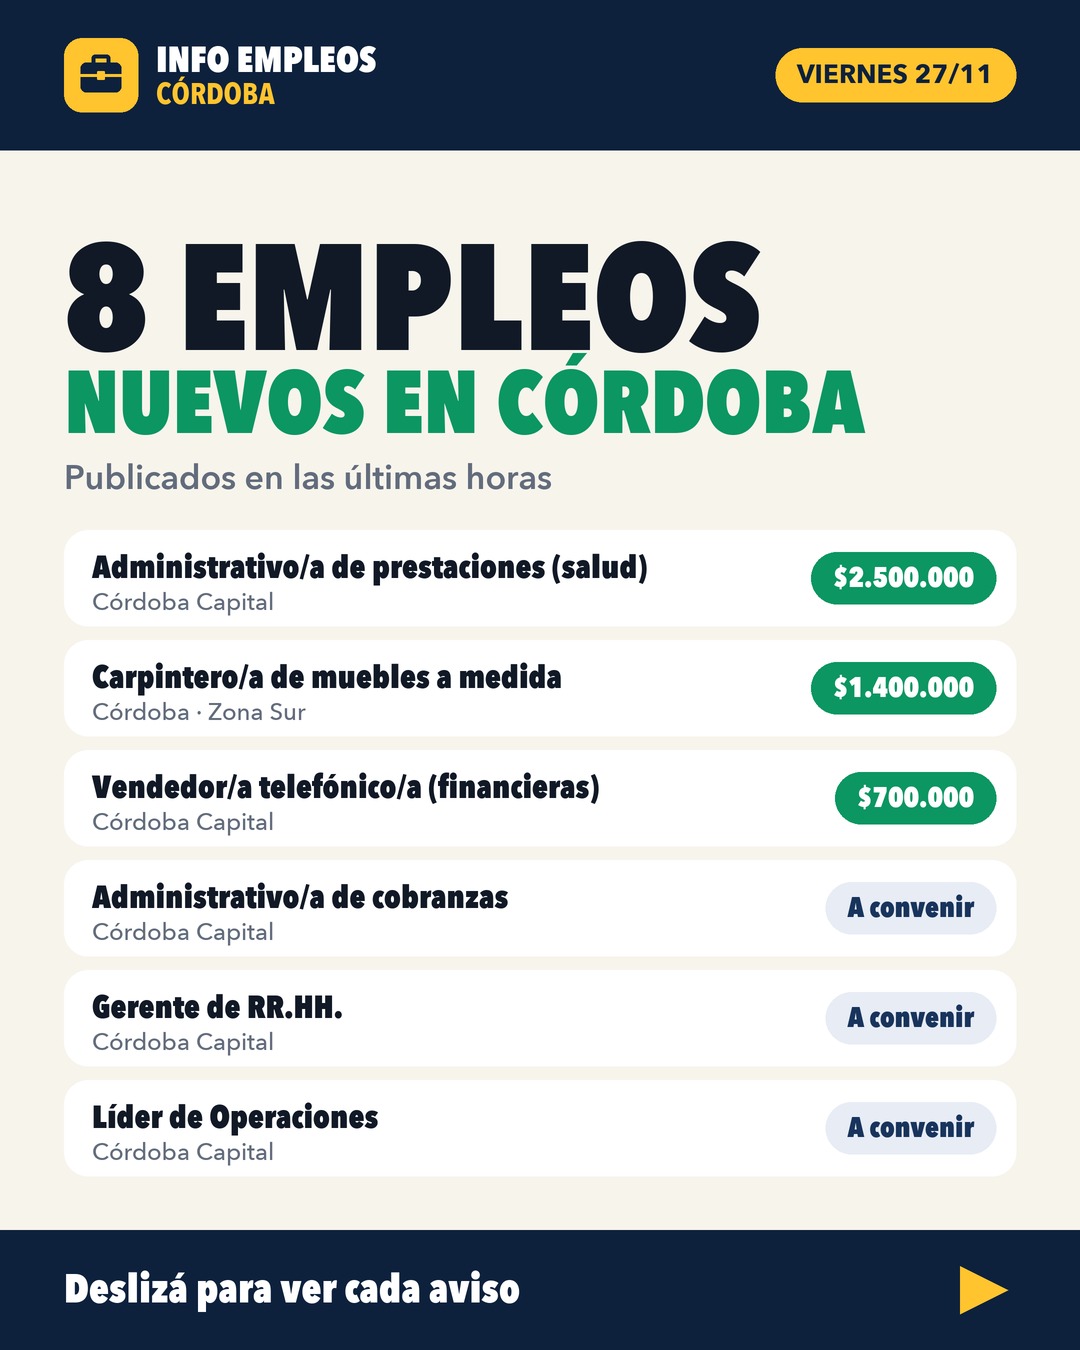 INFO EMPLEOS
CÓRDOBA
VIERNES 27/11
8 EMPLEOS
NUEVOS EN CÓRDOBA
Publicados en las últimas horas
Administrativo/a de prestaciones (salud)
Córdoba Capital
$2.500.000
Carpintero/a de muebles a medida
Córdoba · Zona Sur
$1.400.000
Vendedor/a telefónico/a (financieras)
Córdoba Capital
$700.000
Administrativo/a de cobranzas
Córdoba Capital
A convenir
Gerente de RR.HH.
Córdoba Capital
A convenir
Líder de Operaciones
Córdoba Capital
A convenir
Deslizá para ver cada aviso